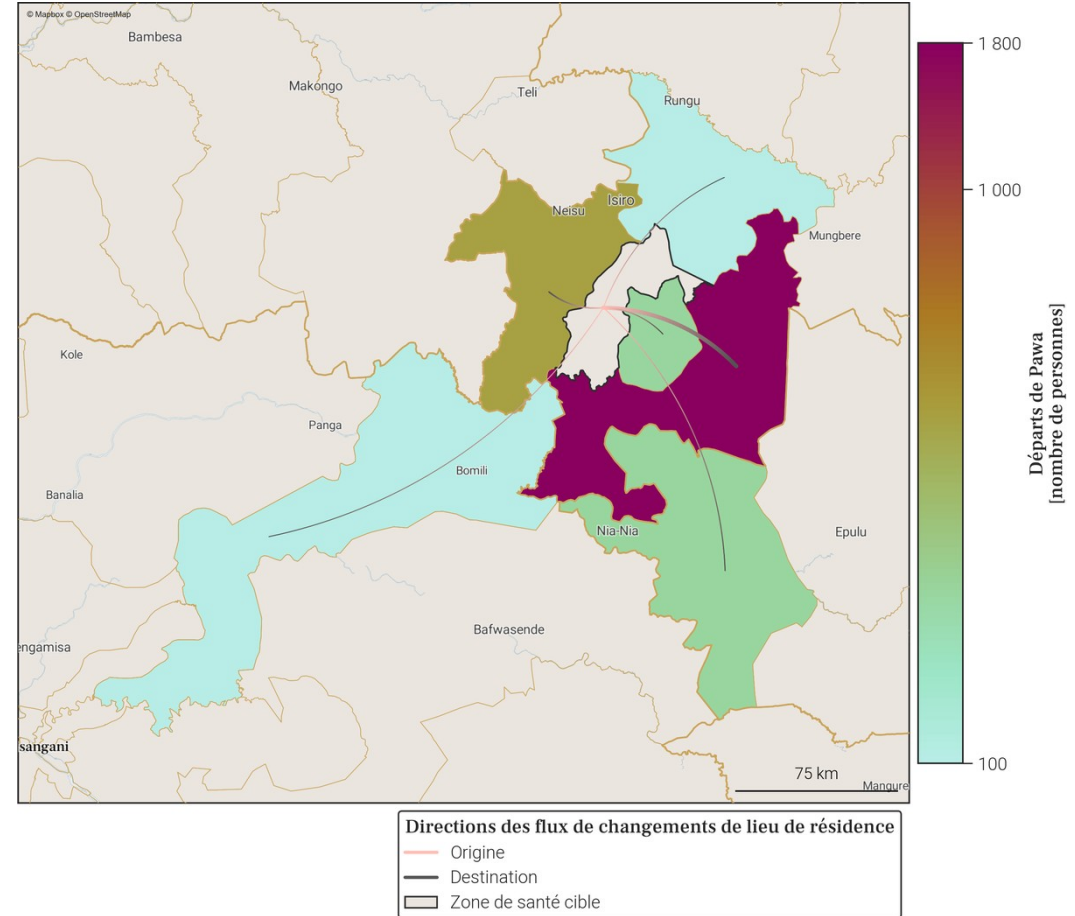 © Mapbox © OpenStreetMap
Bambesa
Makongo
Teli
Rungu
Isiro
Neisu
Mungbere
Kole
Panga
Bomili
Banalia
Nia-Nia
Epulu
Bafwasende
engamisa
sangani
75 km
Mangure
1 800
1 000
100
Départs de Pawa
[nombre de personnes]
Directions des flux de changements de lieu de résidence
Origine
Destination
Zone de santé cible